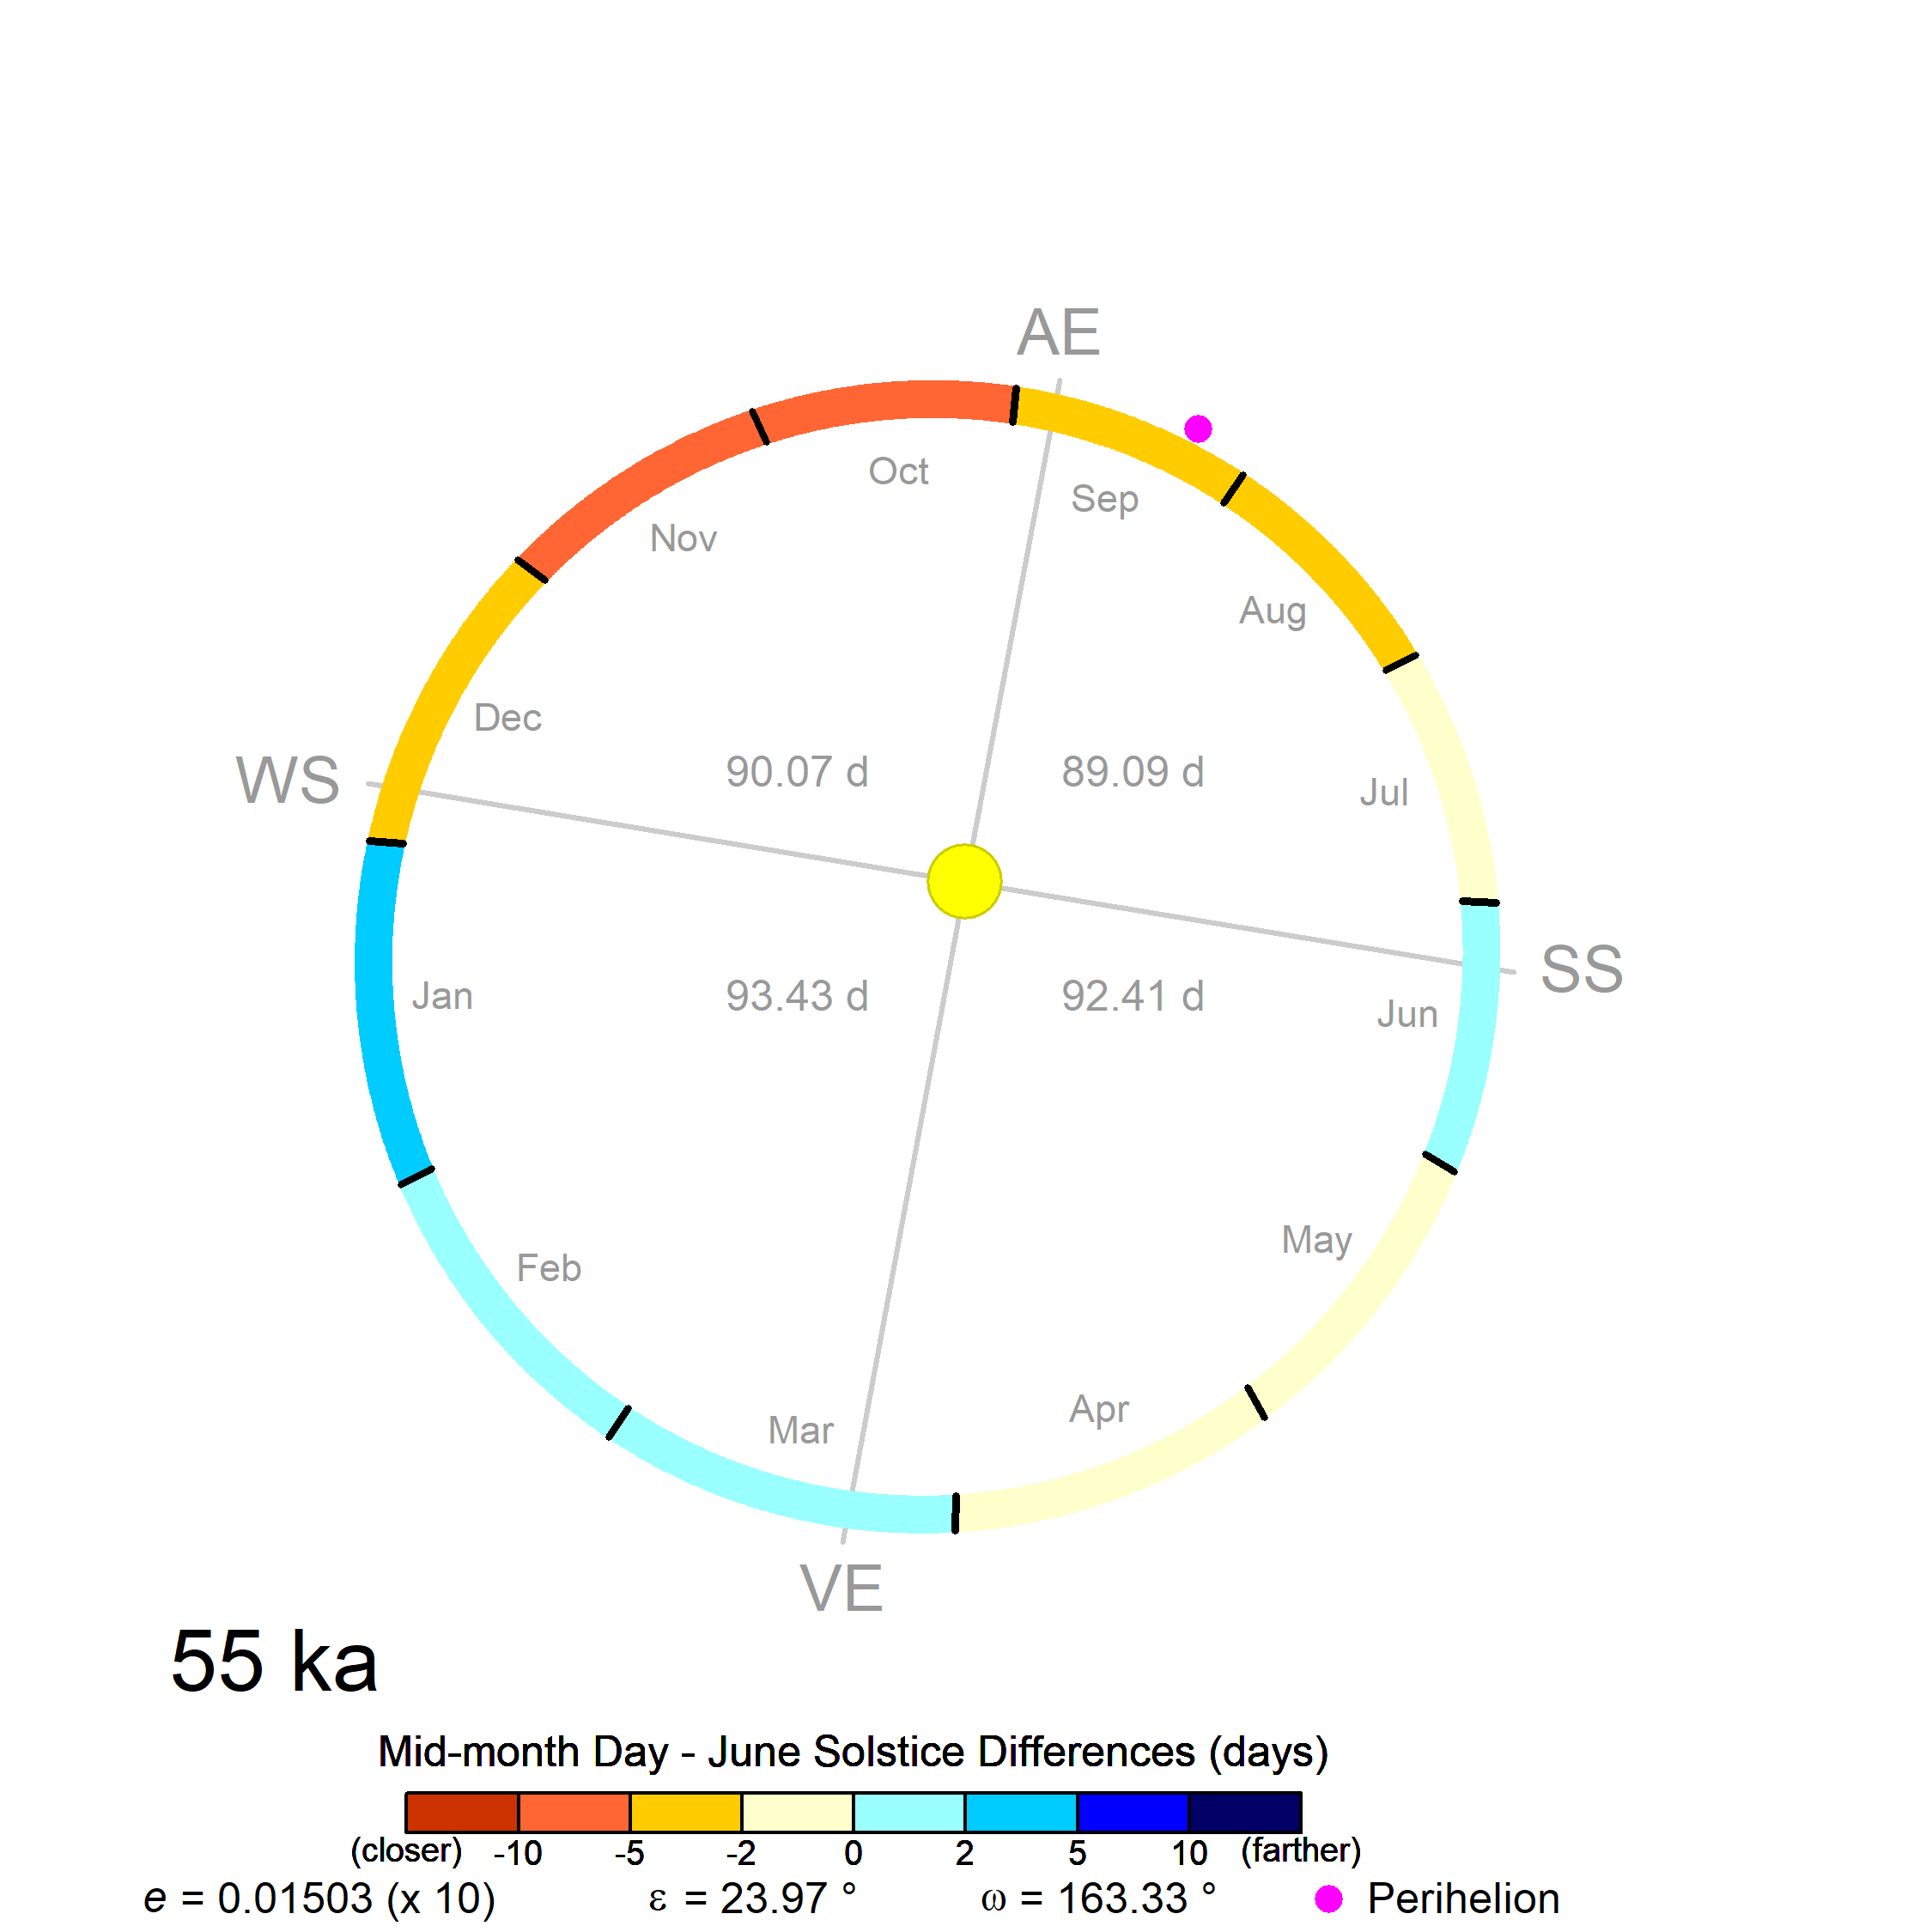 AE
Oct
Sep
Nov
Aug
Dec
WS
90.07 d
89.09 d
Jul
SS
93.43 d
92.41 d
Jan
Jun
Feb
May
Mar
Apr
VE
55 ka
Mid-month Day - June Solstice Differences (days)
(closer) -10 -5 -2 0 2 5 10 (farther)
e = 0.01503 (x 10) ε = 23.97 ° ω = 163.33 ° Perihelion